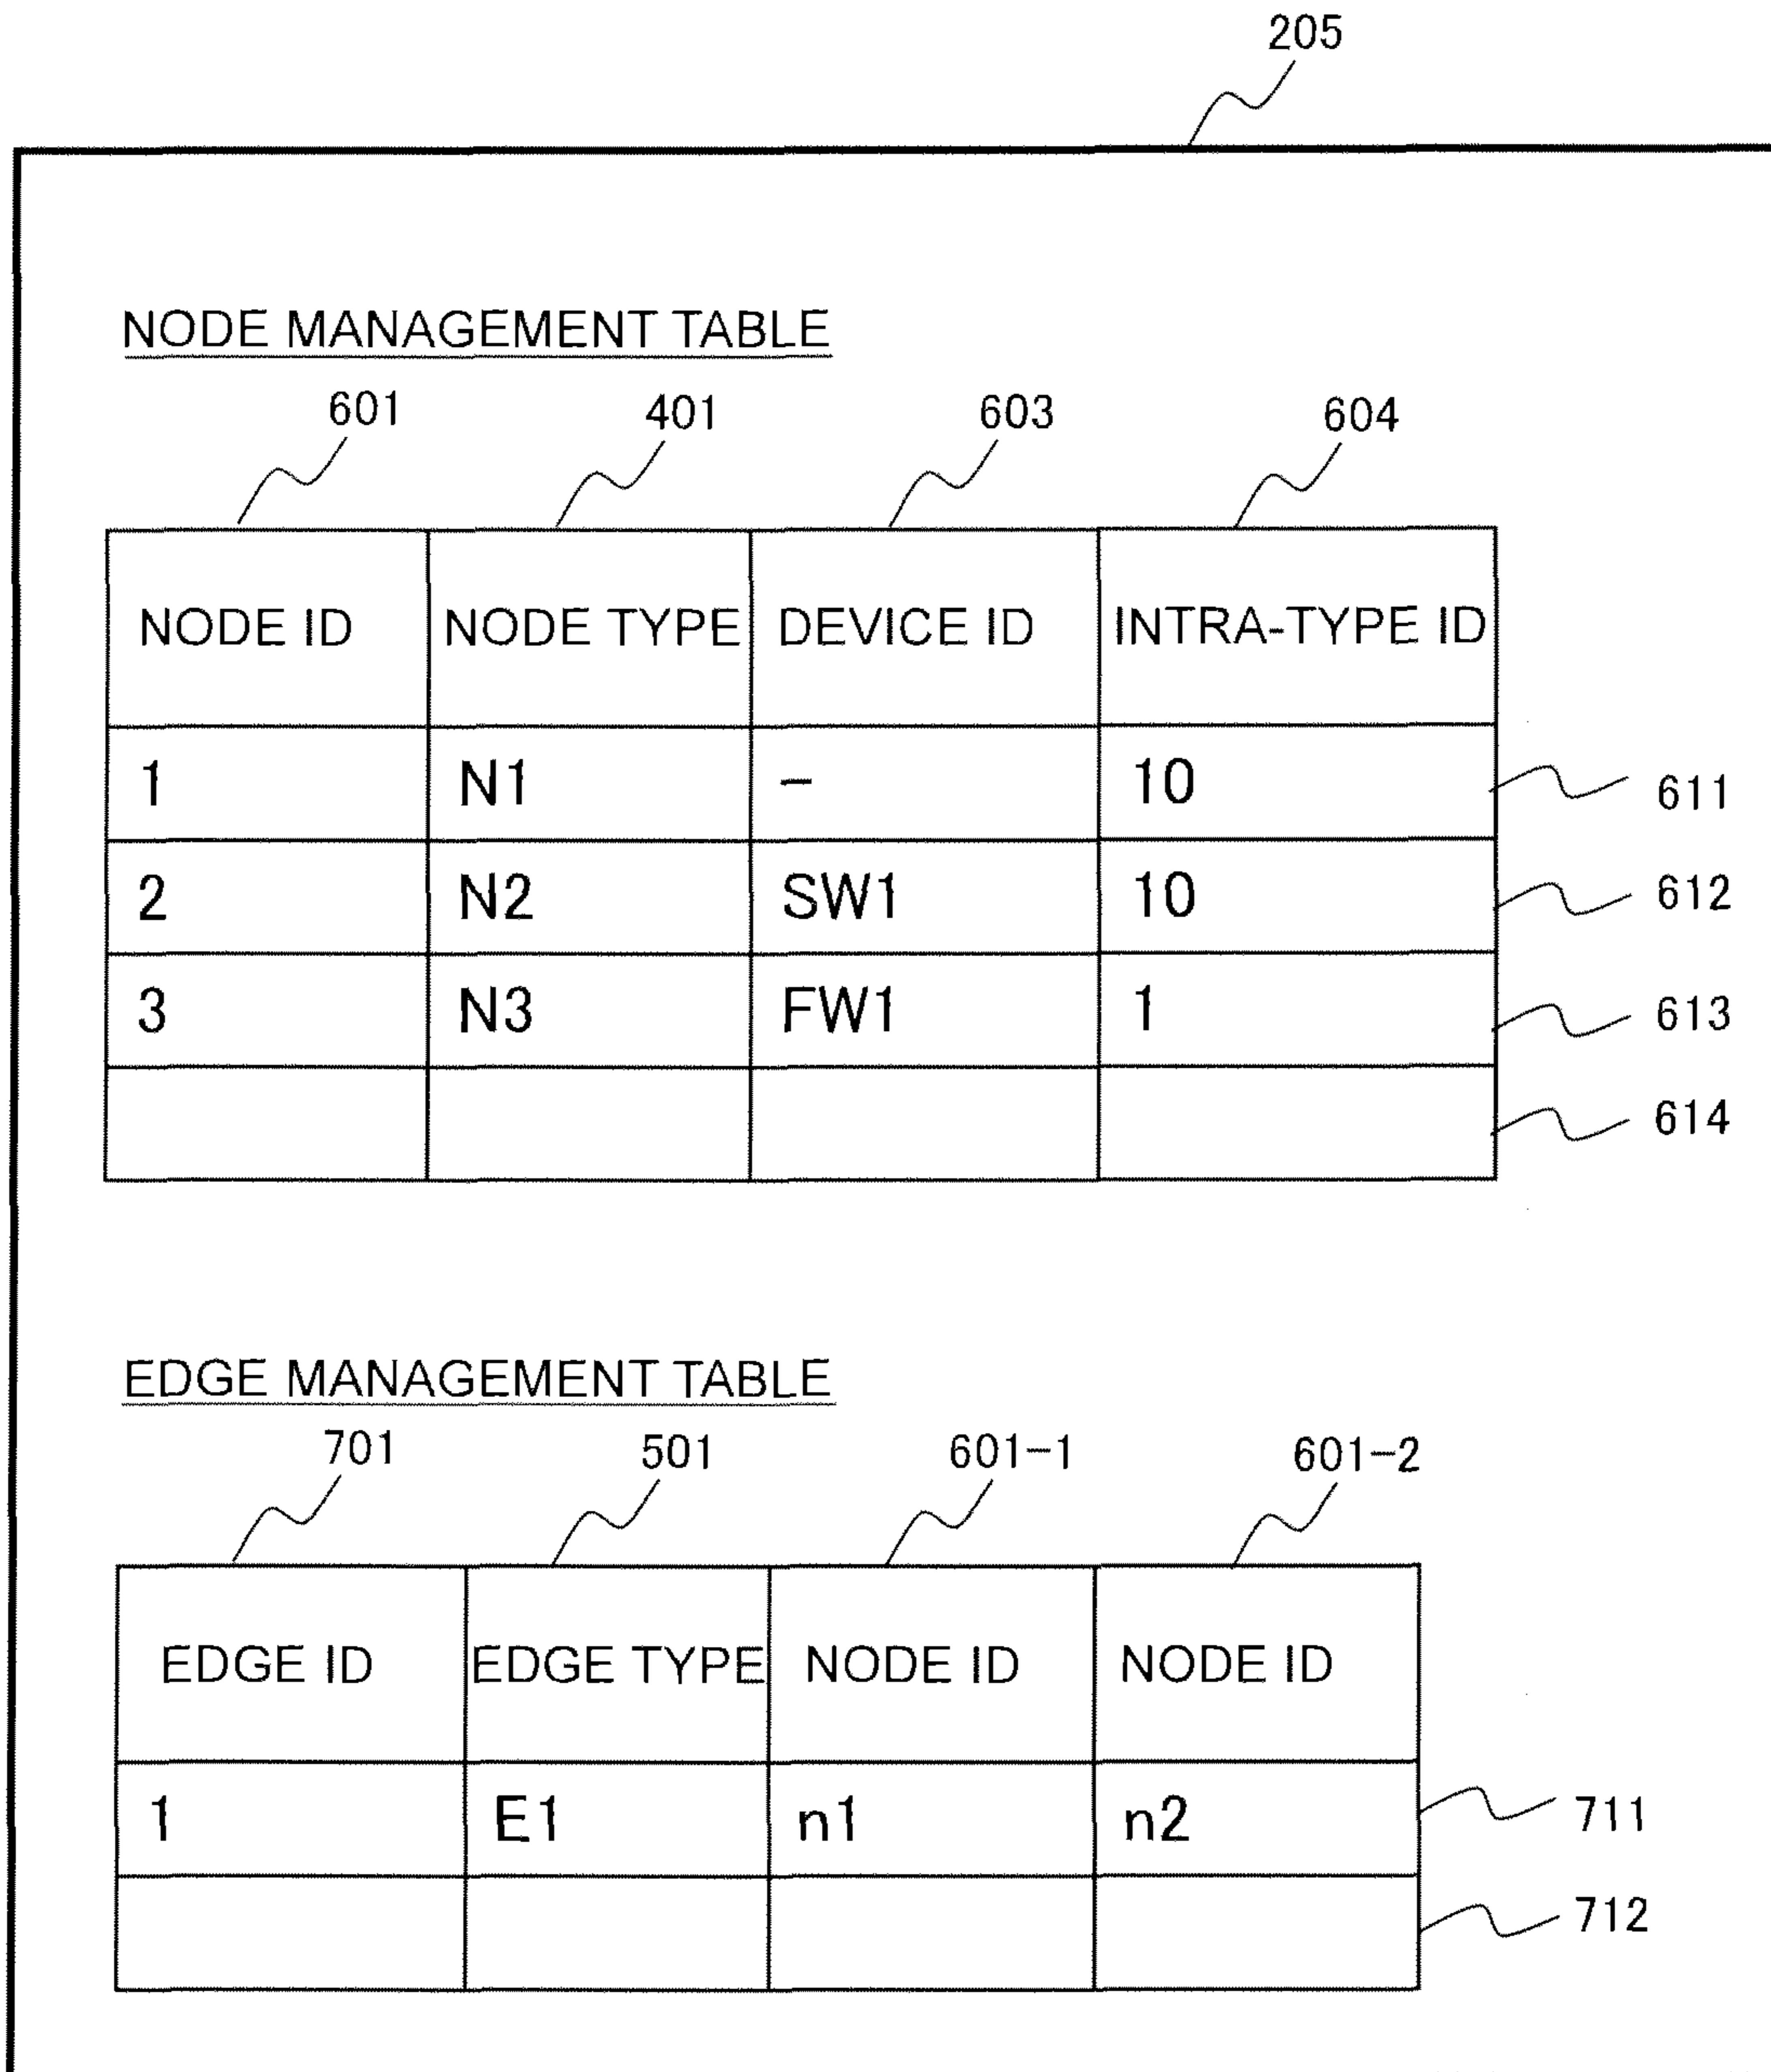 205
NODE MANAGEMENT TABLE
601 401 603 604
NODE ID NODE TYPE DEVICE ID INTRA-TYPE ID
1 N1 - 10 611
2 N2 SW1 10 612
3 N3 FW1 1 613
614
EDGE MANAGEMENT TABLE
701 501 601-1 601-2
EDGE ID EDGE TYPE NODE ID NODE ID
1 E1 n1 n2 711
712